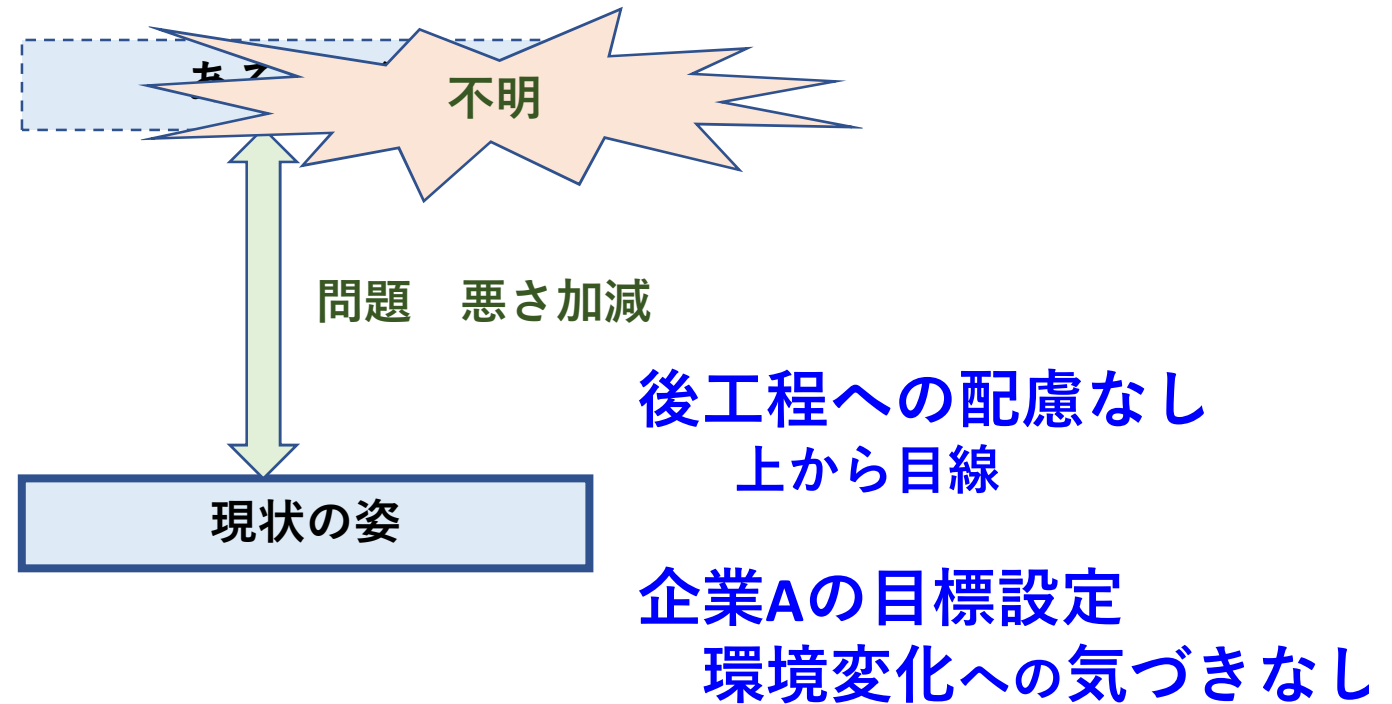 不明
問題　悪さ加減
後工程への配慮なし
上から目線
現状の姿
企業Aの目標設定
環境変化への気づきなし